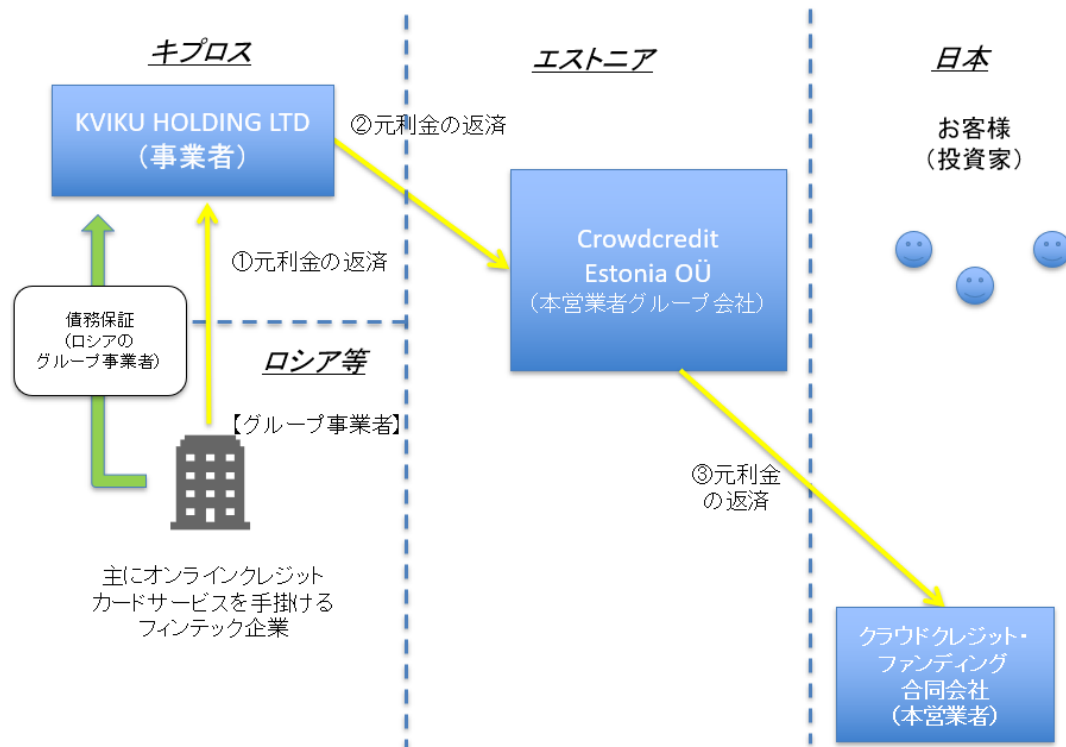 キプロス
KVIKU HOLDING LTD
（事業者）
②元利金の返済
①元利金の返済
債務保証
(ロシアの
グループ事業者)
ロシア等
【グループ事業者】
主にオンラインクレジット
カードサービスを手掛ける
フィンテック企業
エストニア
Crowdcredit
Estonia OÜ
（本営業者グループ会社）
③元利金
の返済
日本
お客様
（投資家）
クラウドクレジット・
ファンディング
合同会社
（本営業者）